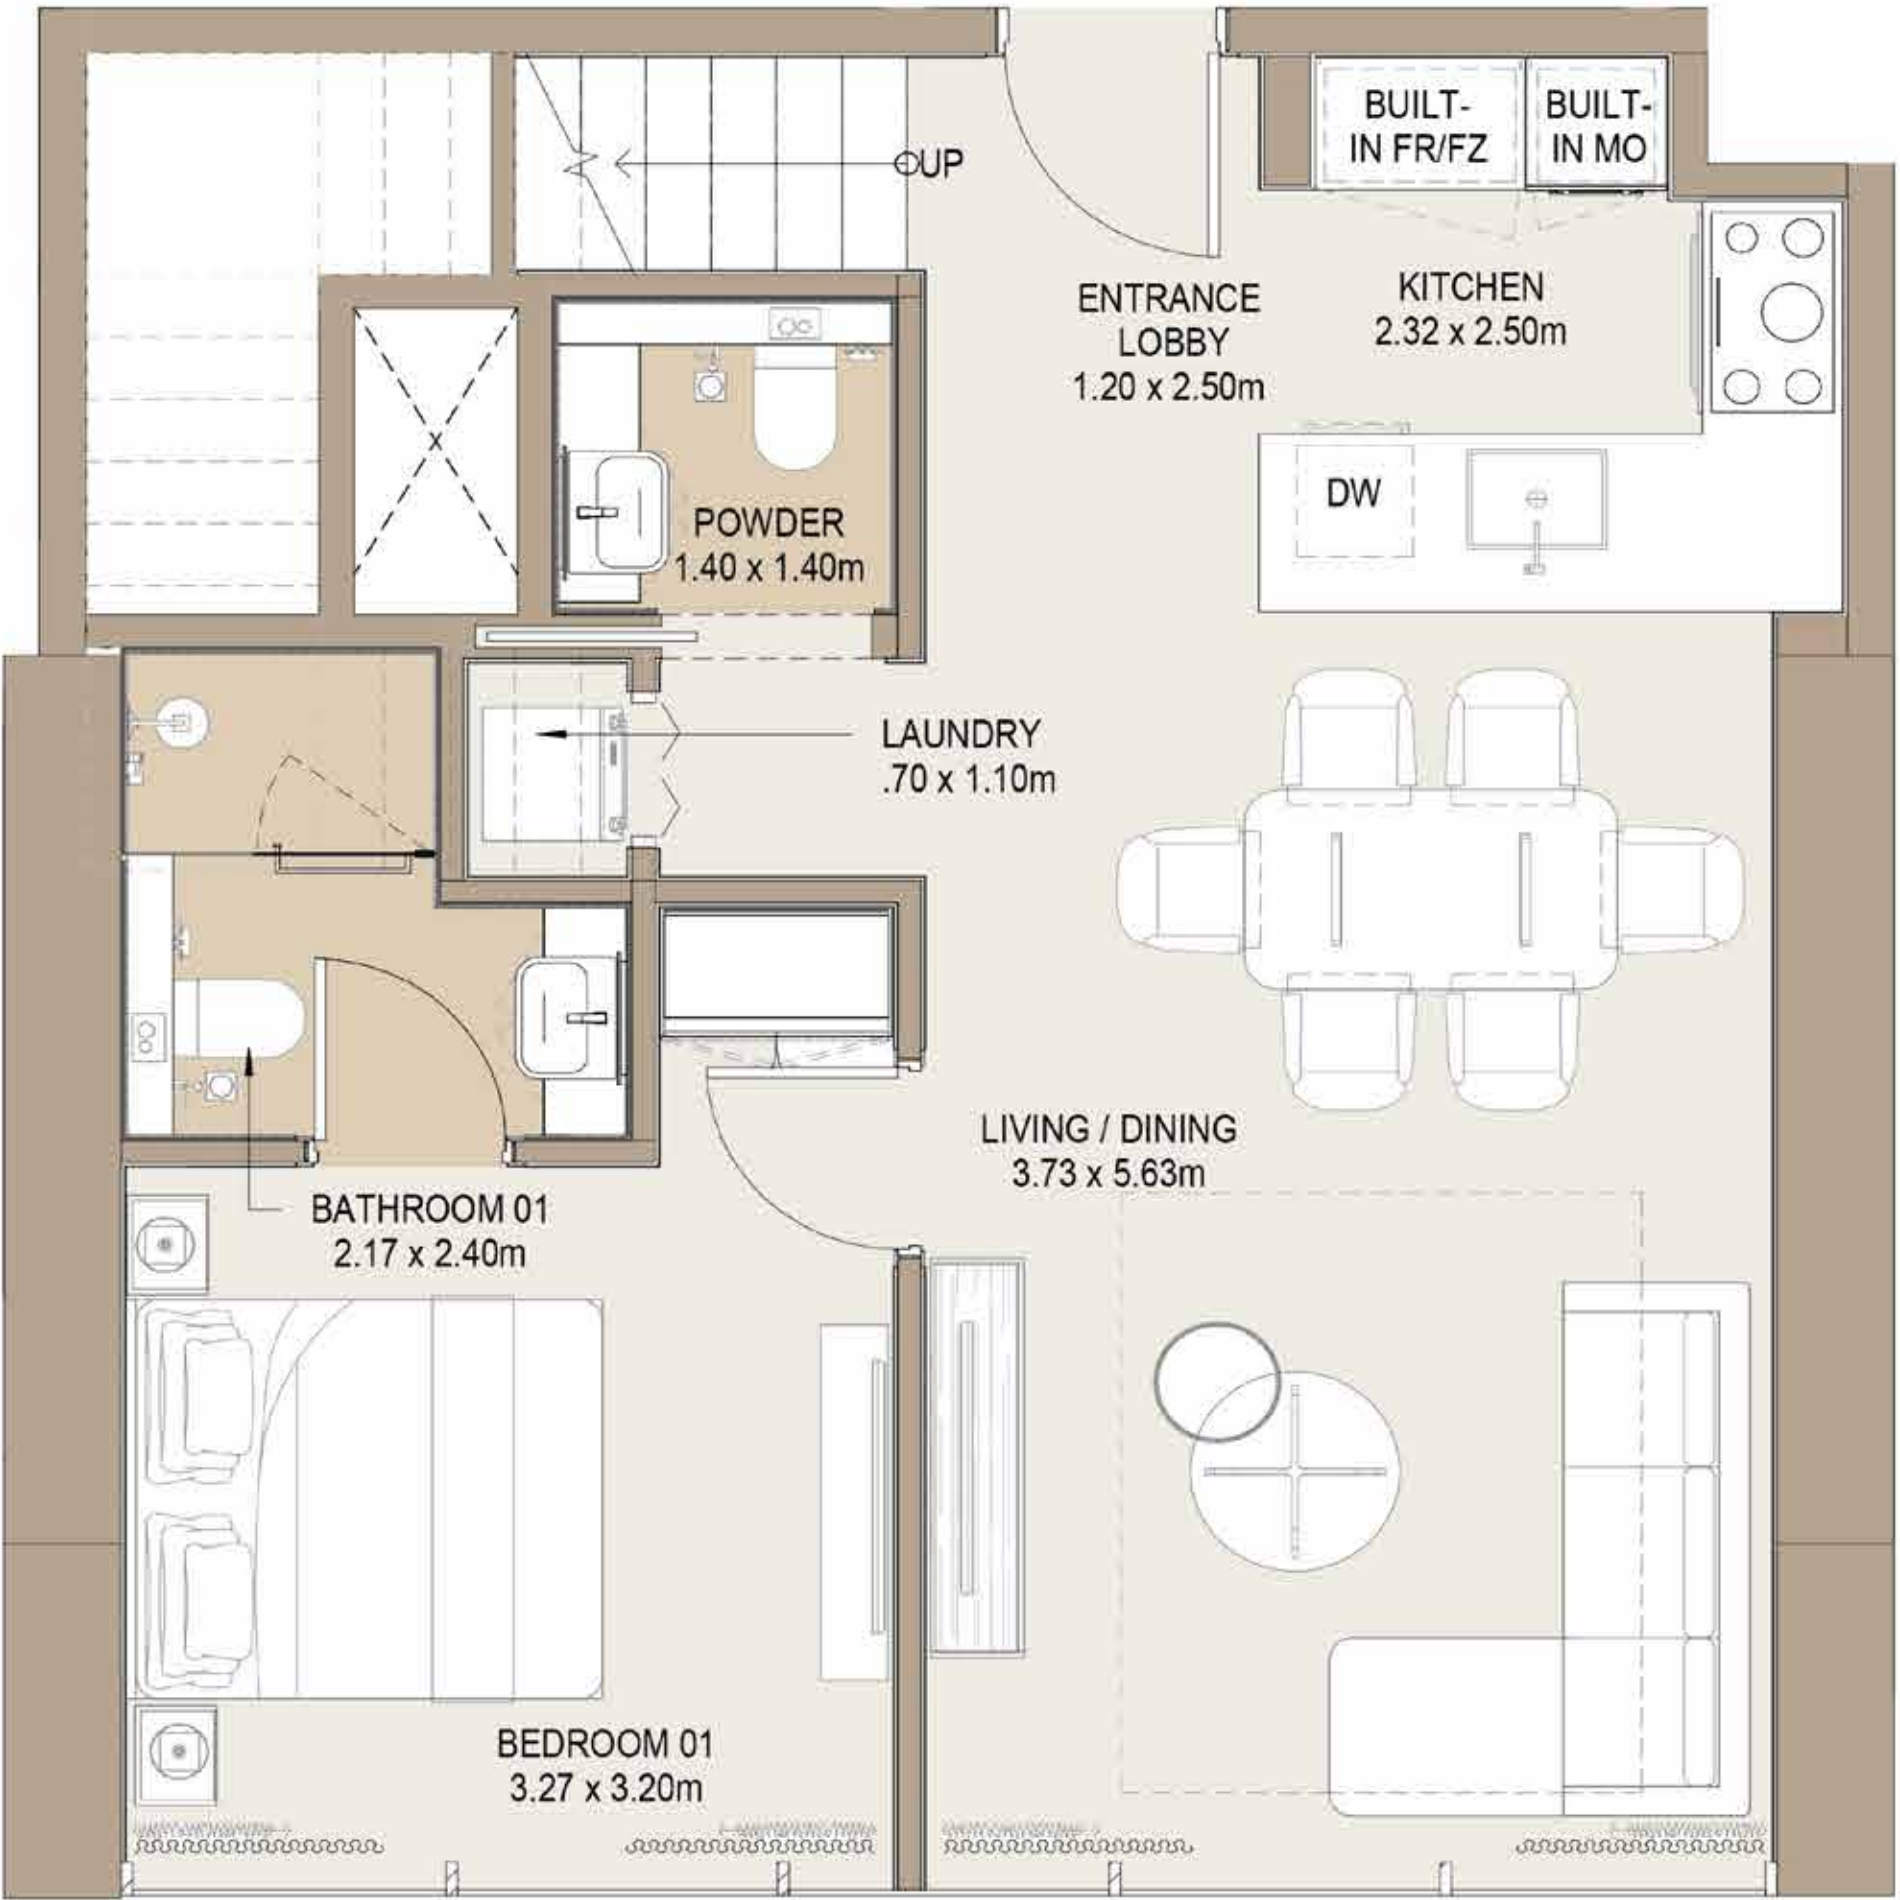 BUILT-
IN FR/FZ
BUILT-
IN MO
UP
ENTRANCE
LOBBY
1.20 x 2.50m
KITCHEN
2.32 x 2.50m
X
DW
POWDER
1.40 x 1.40m
LAUNDRY
.70 x 1.10m
LIVING / DINING
3.73 x 5.63m
BATHROOM 01
2.17 x 2.40m
BEDROOM 01
3.27 x 3.20m